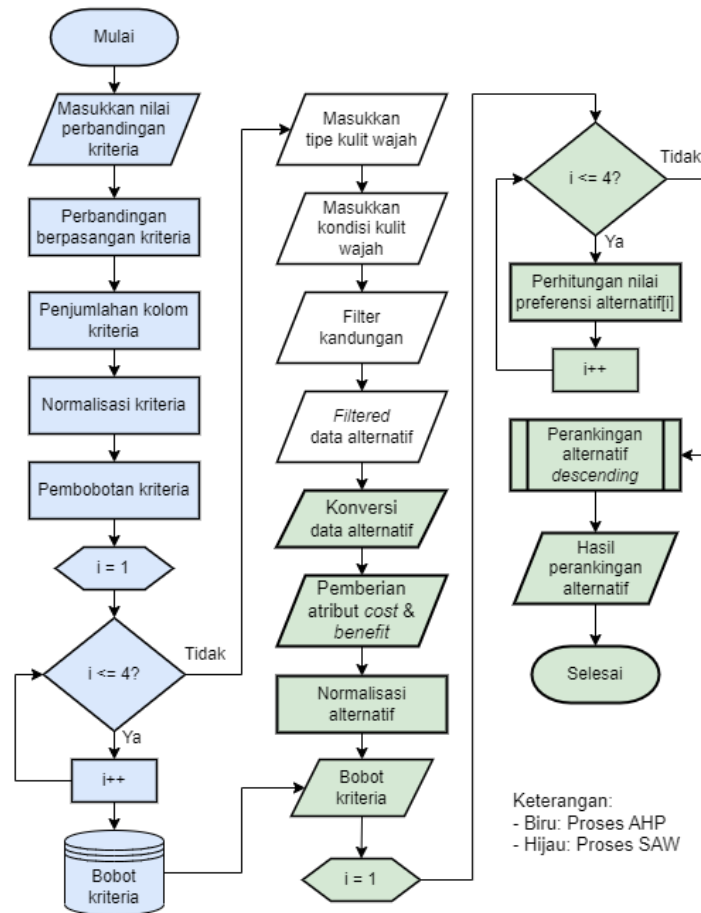 Mulai
Masukkan nilai
perbandingan
kriteria
Perbandingan
berpasangan kriteria
Penjumlahan kolom
kriteria
Normalisasi kriteria
Pembobotan kriteria
i = 1
i <= 4?
Tidak
Ya
i++
Bobot
kriteria
Masukkan
tipe kulit wajah
Masukkan
kondisi kulit
wajah
Filter
kandungan
Filtered
data alternatif
Konversi
data alternatif
Pemberian
atribut cost &
benefit
Normalisasi
alternatif
Bobot
kriteria
i = 1
i <= 4?
Tidak
Ya
Perhitungan nilai
preferensi alternatif[i]
i++
Perankingan
alternatif
descending
Hasil
perankingan
alternatif
Selesai
Keterangan:
- Biru: Proses AHP
- Hijau: Proses SAW